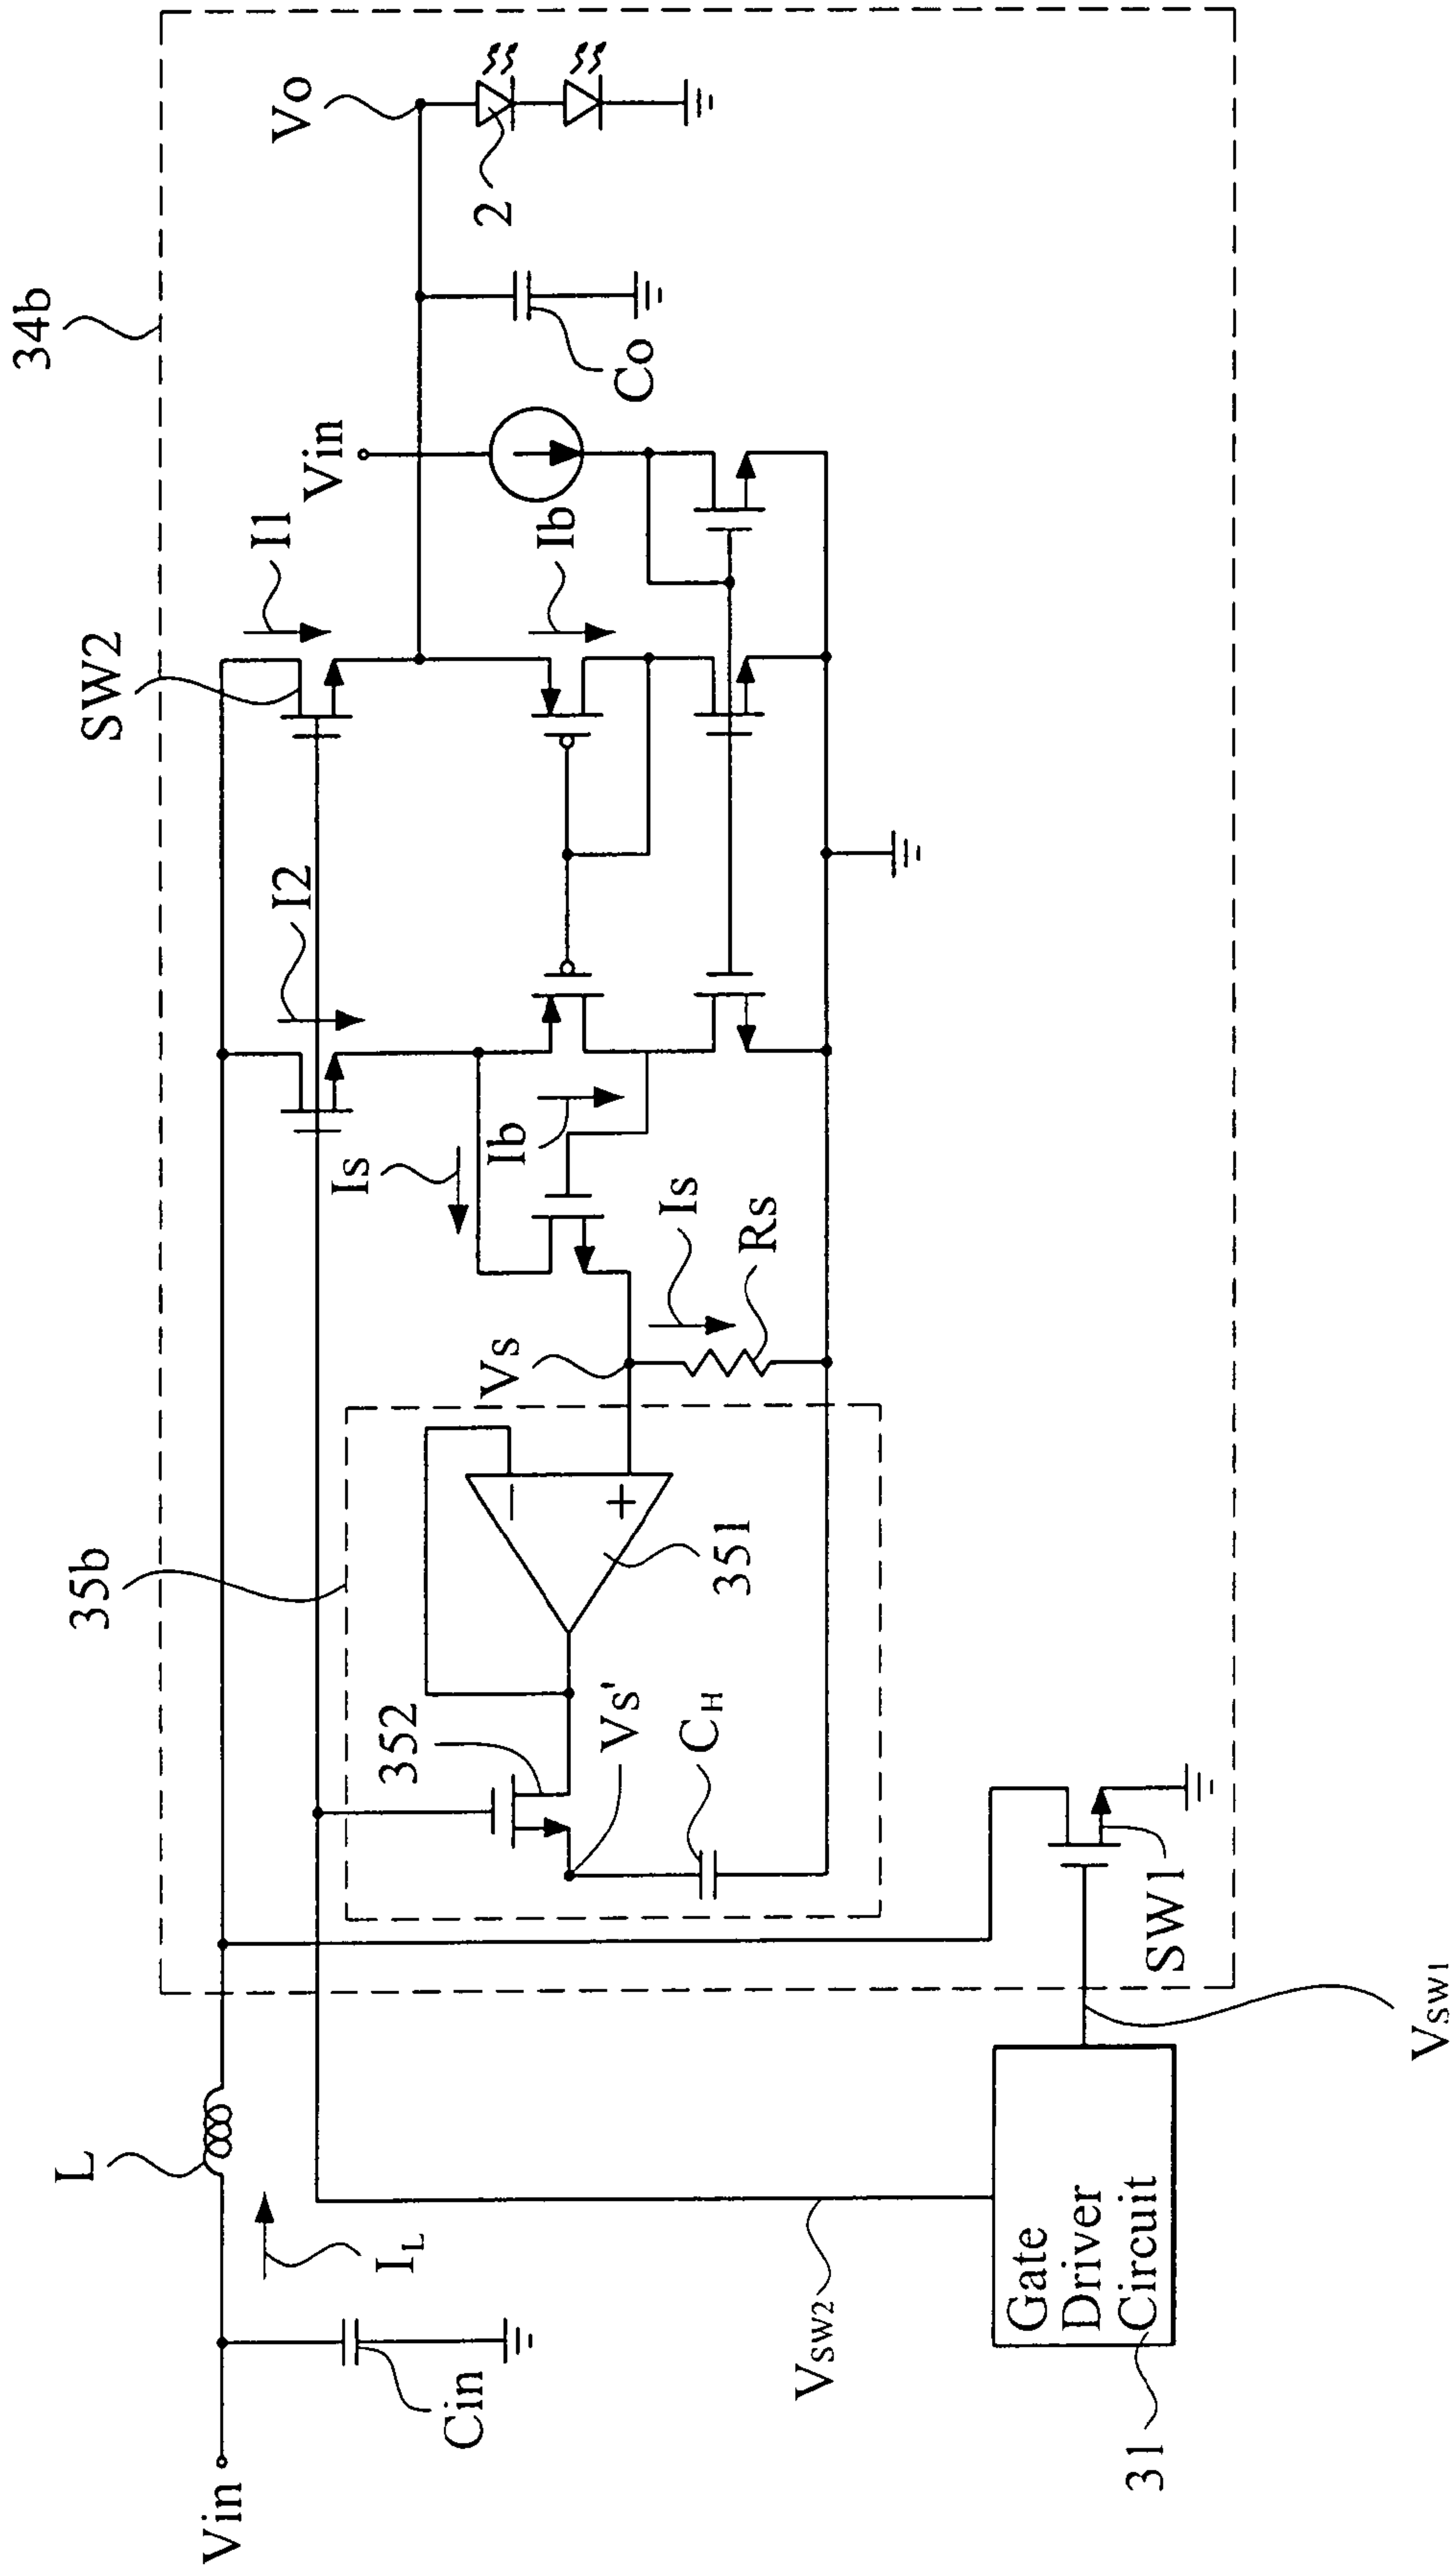 34b
Vo
2
Co
Vin
I1
Ib
SW2
I2
Is
Ib
Is
Rs
Vs
35b
351
352
Vs'
CH
SW1
VSW1
L
IL
VSW2
Gate
Driver
Circuit
31
Cin
Vin